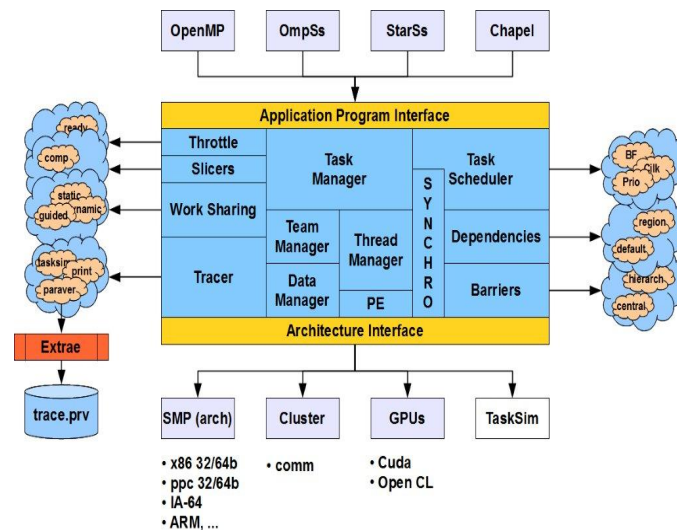 OpenMP
OmpSs
StarSs
Chapel
Application Program Interface
ready
comp
static
dynamic
guided
tasksim
print
paraver
Extrae
trace.prv
Throttle
Slicers
Work Sharing
Tracer
Task
Manager
Team
Manager
Data
Manager
Thread
Manager
PE
SYNCHRO
Task
Scheduler
Dependencies
Barriers
BF
Cilk
Prio
region
default
hierarch
central
Architecture Interface
SMP (arch)
Cluster
GPUs
TaskSim
• x86 32/64b
• ppc 32/64b
• IA-64
• ARM, ...
• comm
• Cuda
• Open CL